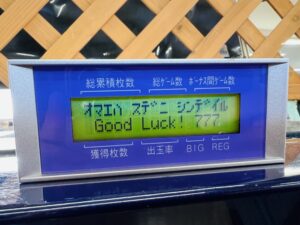 総累積枚数 総ゲーム数 ボーナス間ゲーム数
オマエハ スデニ シンデイル
Good Luck! 777
獲得枚数 出玉率 BIG REG